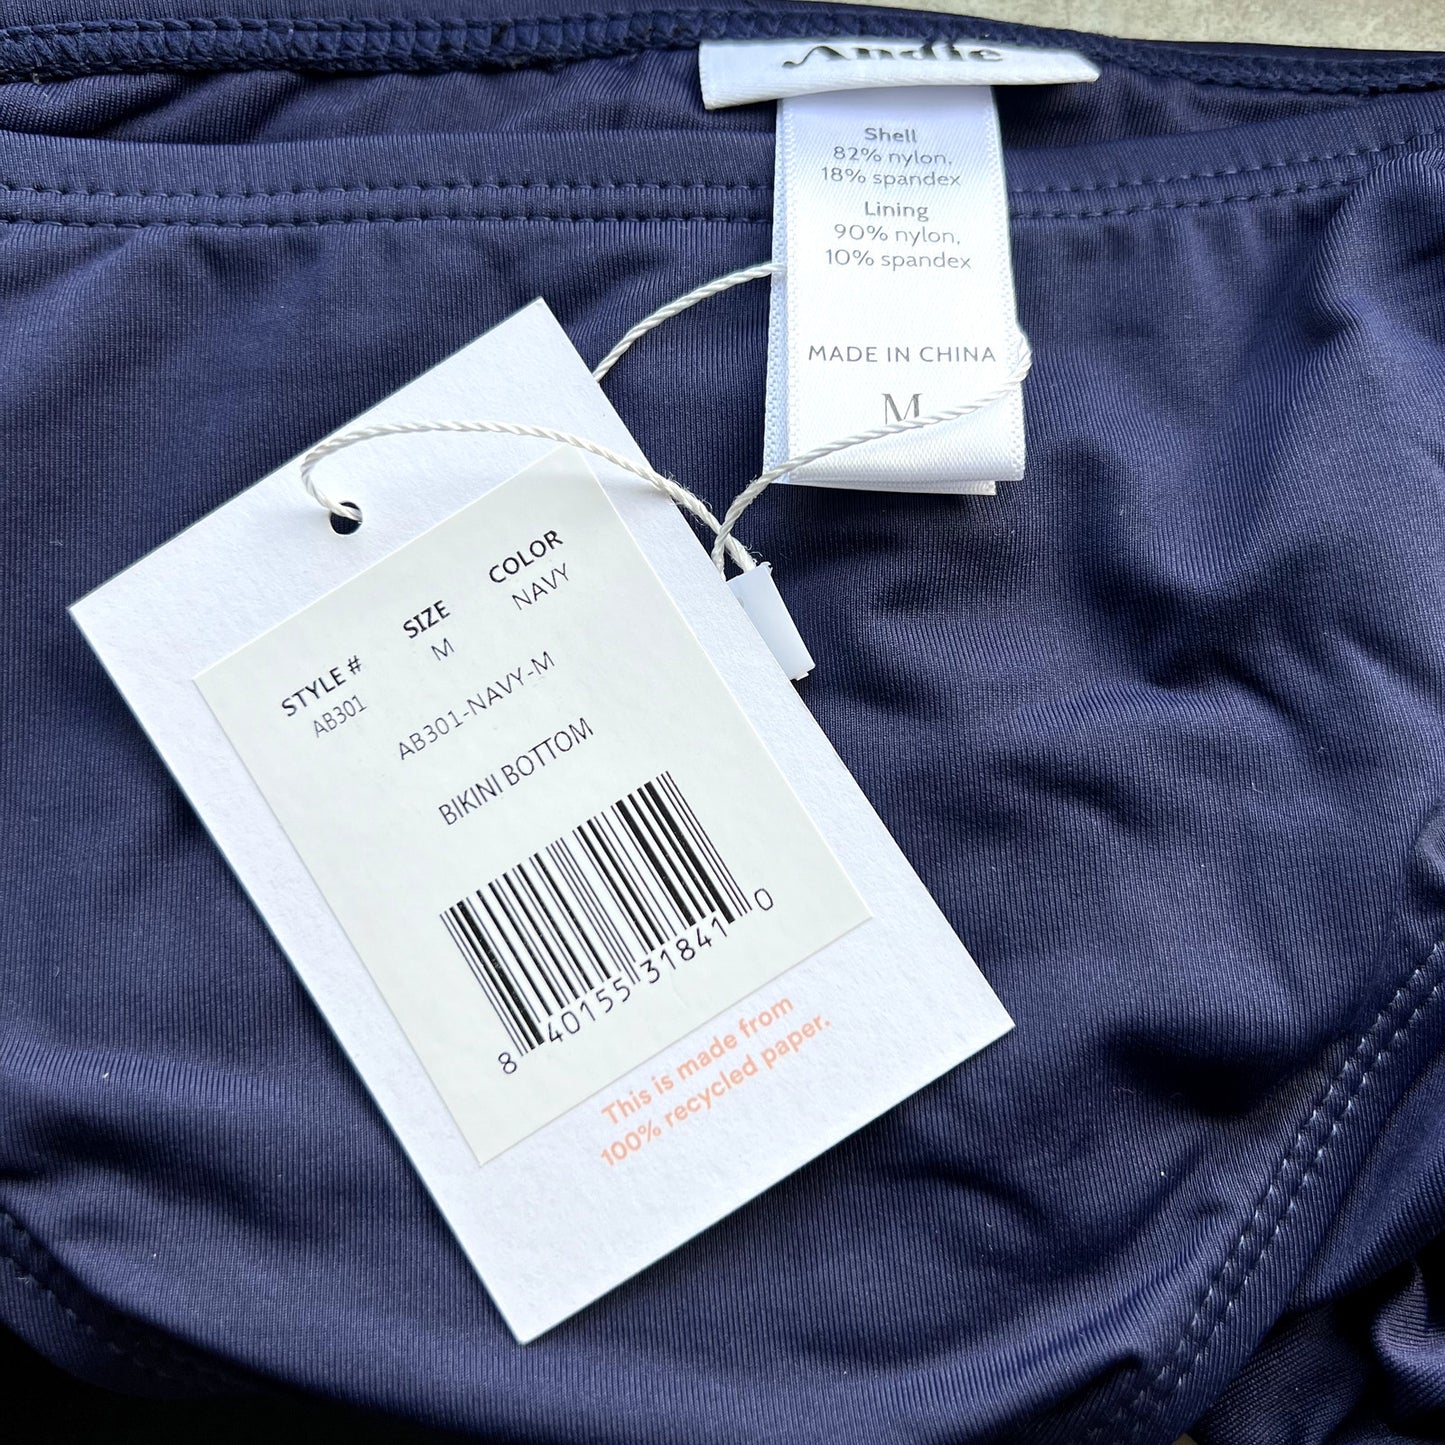 Andie
Shell
82% nylon,
18% spandex
Lining
90% nylon,
10% spandex
MADE IN CHINA
M
STYLE # SIZE COLOR
AB301 M NAVY
AB301-NAVY-M
BIKINI BOTTOM
8 40155 31841 0
This is made from
100% recycled paper.